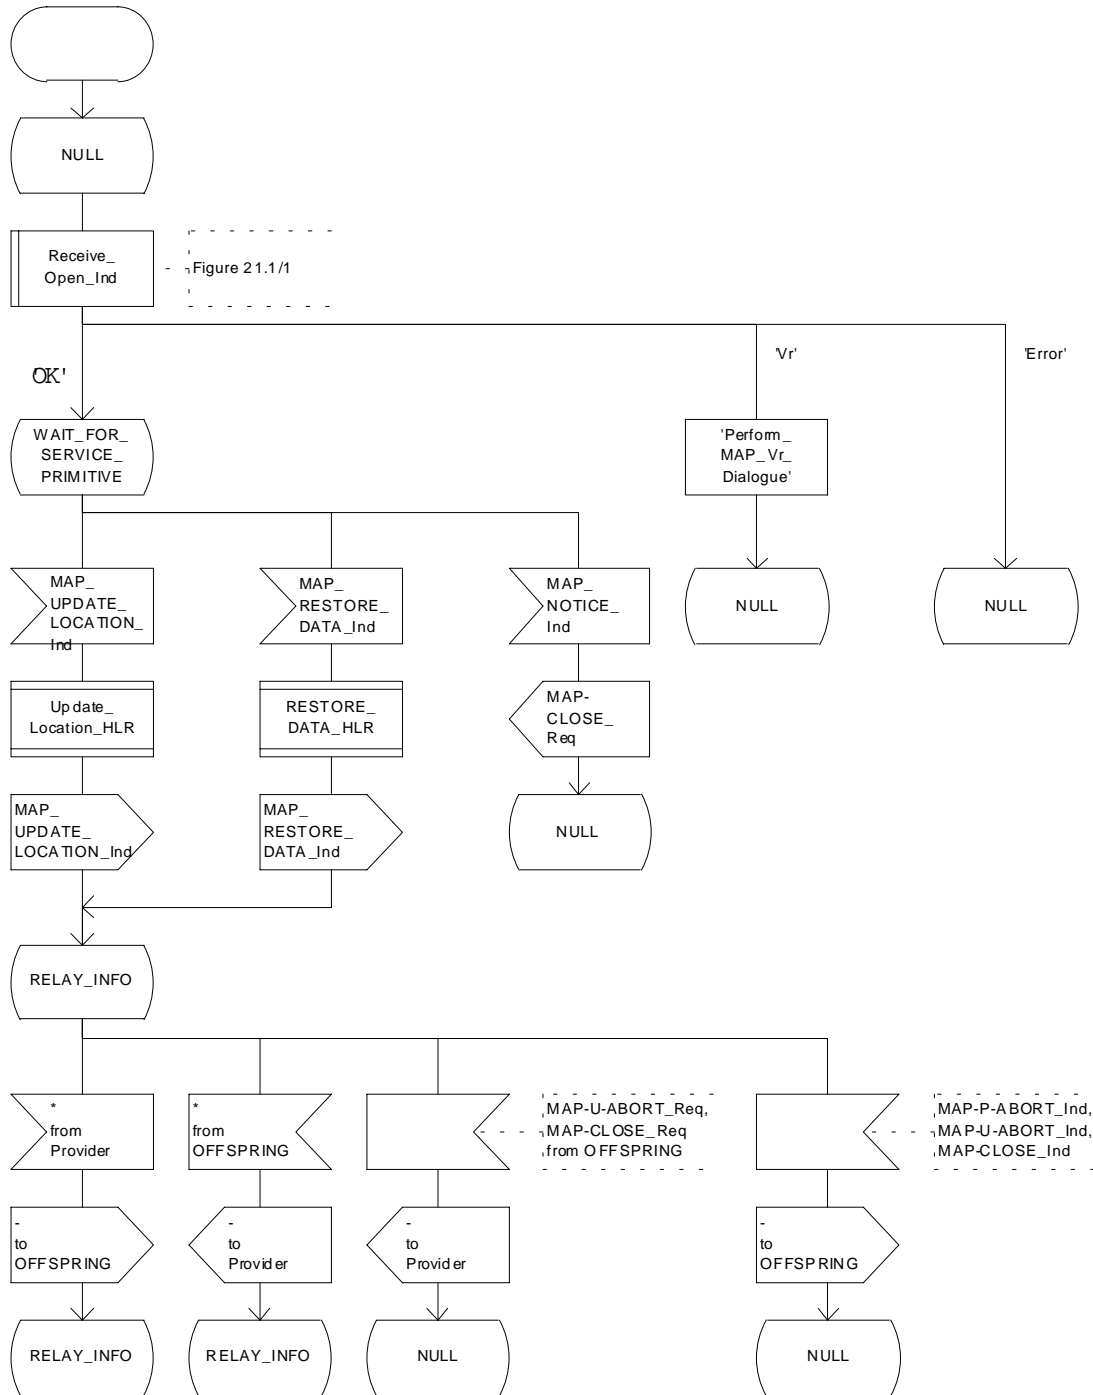 NULL
Receive_
Open_Ind
Figure 21.1/1
'OK'
'Vr'
'Error'
WAIT_FOR_
SERVICE_
PRIMITIVE
'Perform_
MAP_Vr_
Dialogue'
MAP_
UPDATE_
LOCATION_
Ind
MAP_
RESTORE_
DATA_Ind
MAP_
NOTICE_
Ind
NULL
NULL
Update_
Location_HLR
RESTORE_
DATA_HLR
MAP-
CLOSE_
Req
MAP_
UPDATE_
LOCATION_Ind
MAP_
RESTORE_
DATA_Ind
NULL
RELAY_INFO
*
from
Provider
*
from
OFFSPRING
MAP-U-ABORT_Req,
MAP-CLOSE_Req
from OFFSPRING
MAP-P-ABORT_Ind,
MAP-U-ABORT_Ind,
MAP-CLOSE_Ind
-
to
OFFSPRING
-
to
Provider
-
to
Provider
-
to
OFFSPRING
RELAY_INFO
RELAY_INFO
NULL
NULL